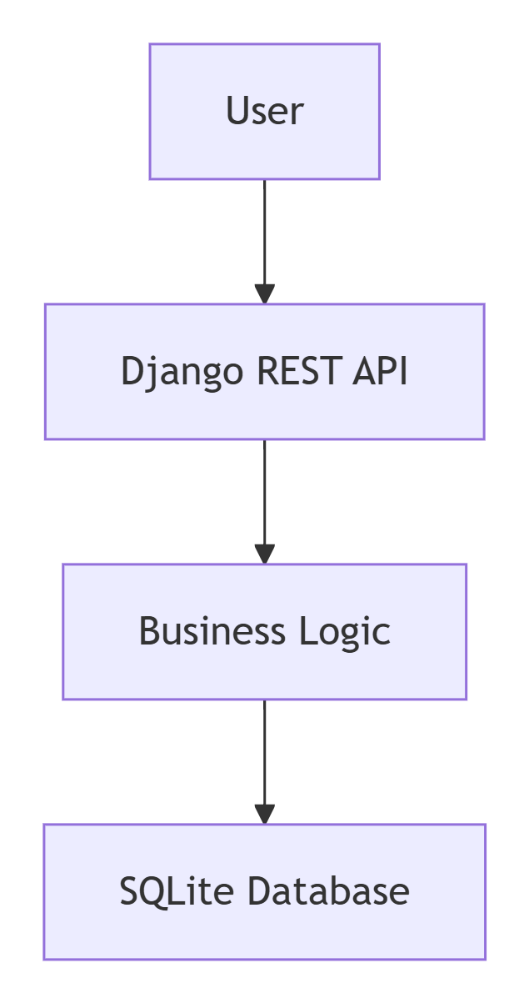 User
Django REST API
Business Logic
SQLite Database